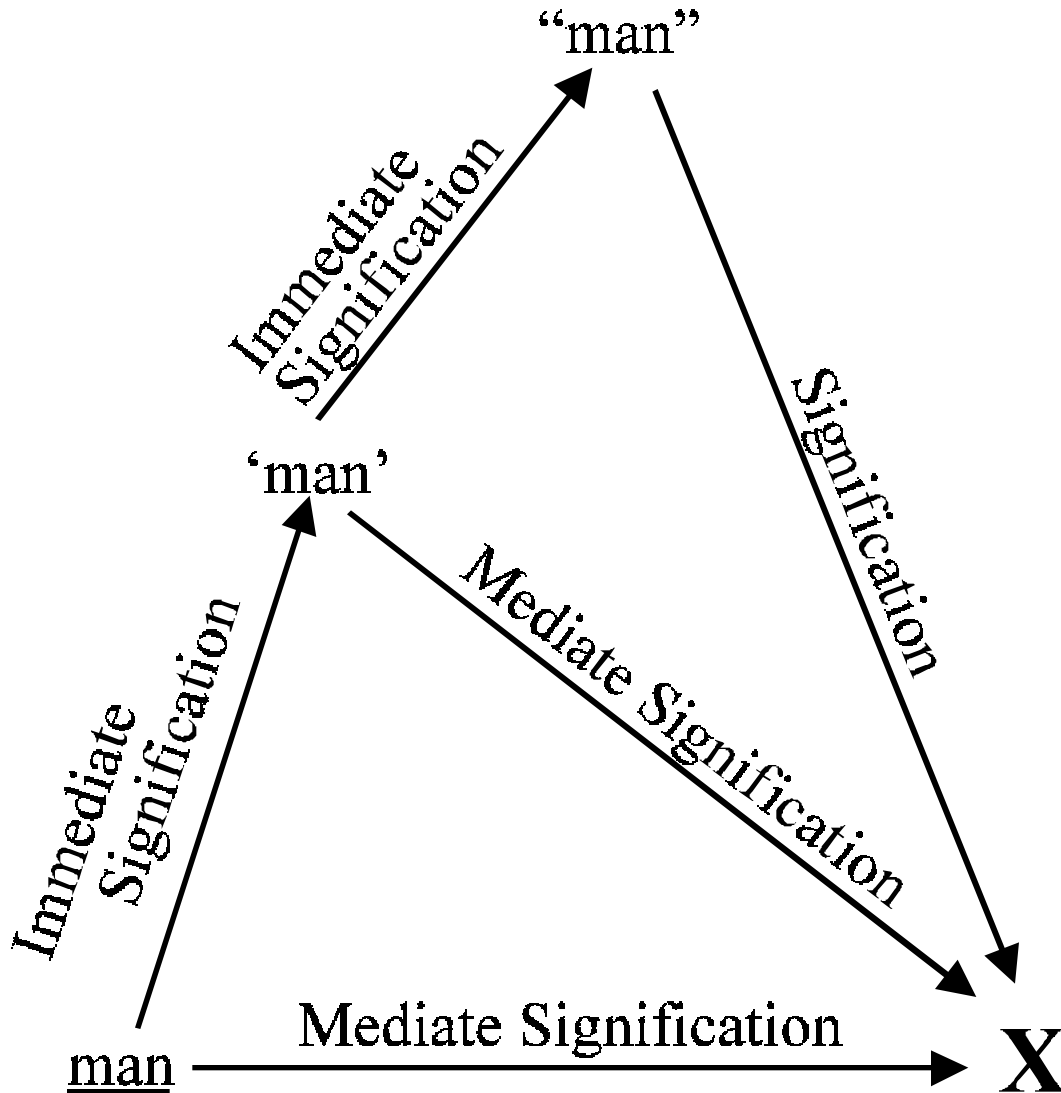 “man”
Immediate
Signification
Signification
‘man’
Mediate Signification
Immediate
Signification
Mediate Signification
man
X